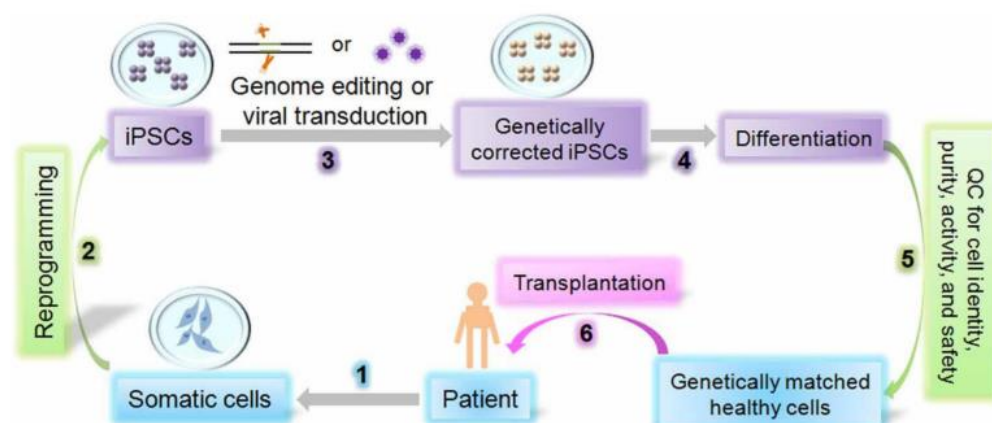 or
Genome editing or
viral transduction
iPSCs
3
Genetically
corrected iPSCs
4
Differentiation
QC for cell identity,
purity, activity, and safety
5
Reprogramming
2
Transplantation
6
Somatic cells
1
Patient
Genetically matched
healthy cells